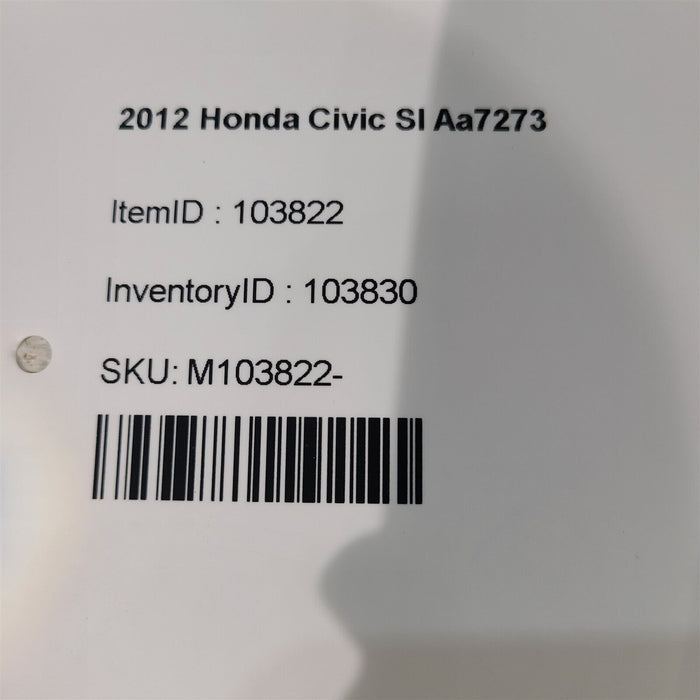 2012 Honda Civic SI Aa7273
ItemID : 103822
InventoryID : 103830
SKU: M103822-